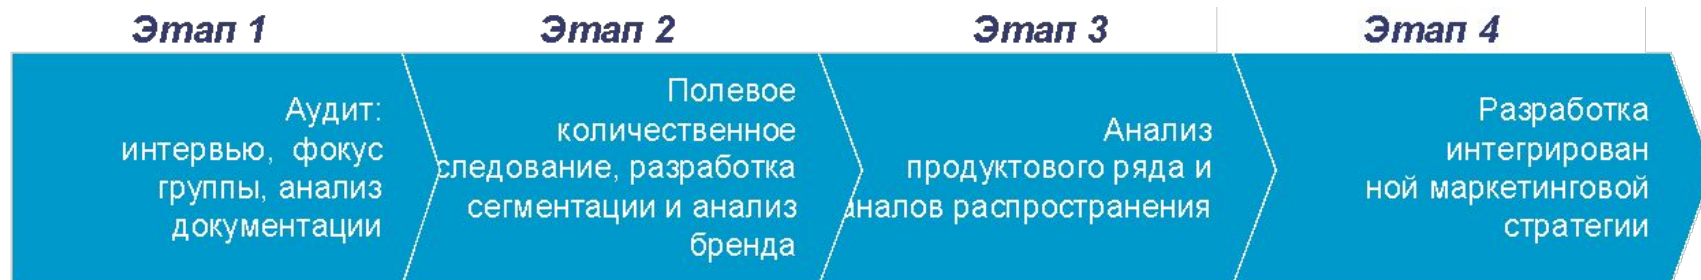 Этап 1
Этап 2
Этап 3
Этап 4
Аудит:
интервью, фокус
группы, анализ
документации
Полевое
количественное
следование, разработка
сегментации и анализ
бренда
Анализ
продуктового ряда и
аналов распространения
Разработка
интегрирован
ной маркетинговой
стратегии